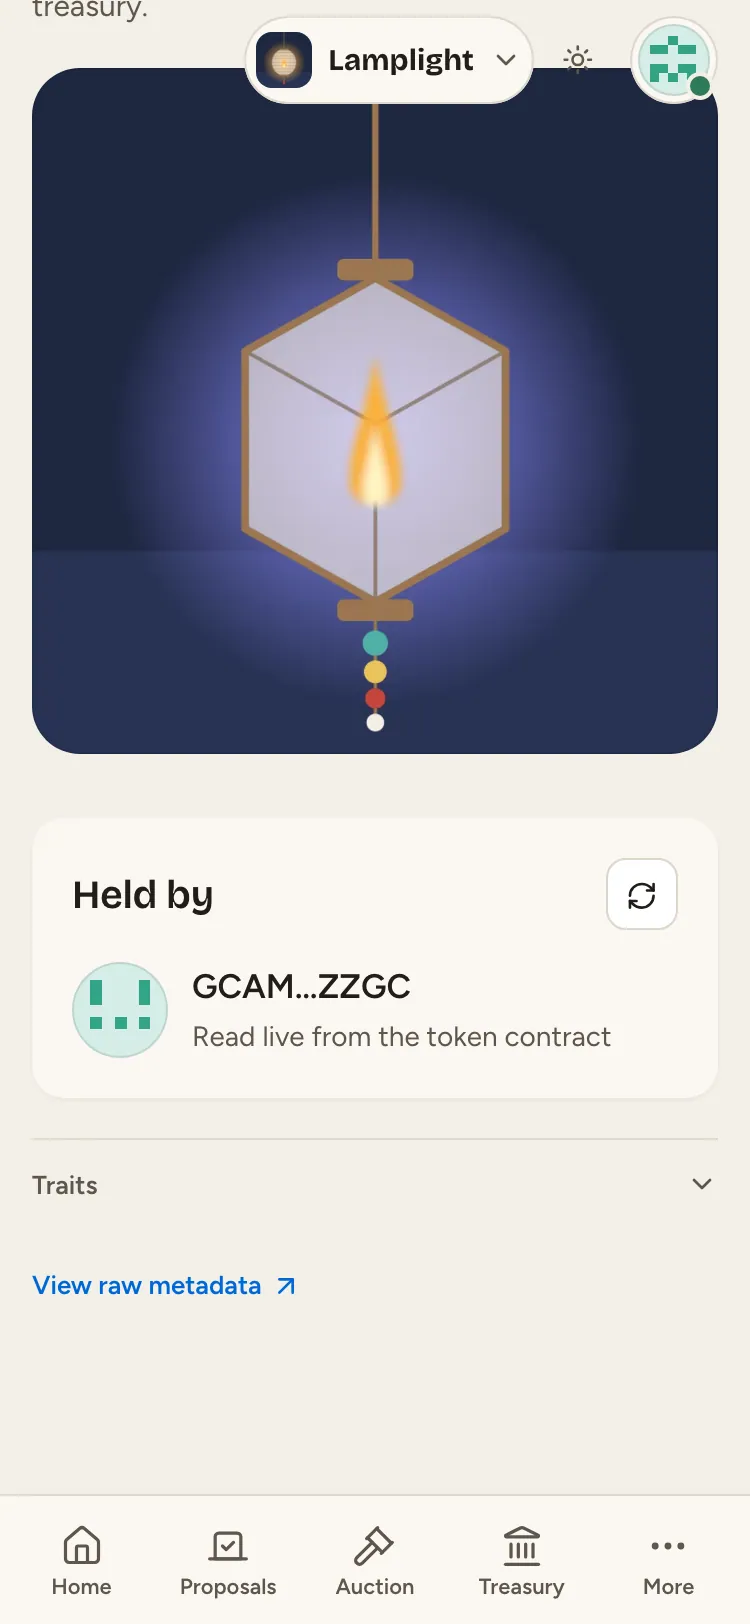 treasury.
Lamplight
Held by
GCAM...ZZGC
Read live from the token contract
Traits
View raw metadata
Home
Proposals
Auction
Treasury
More